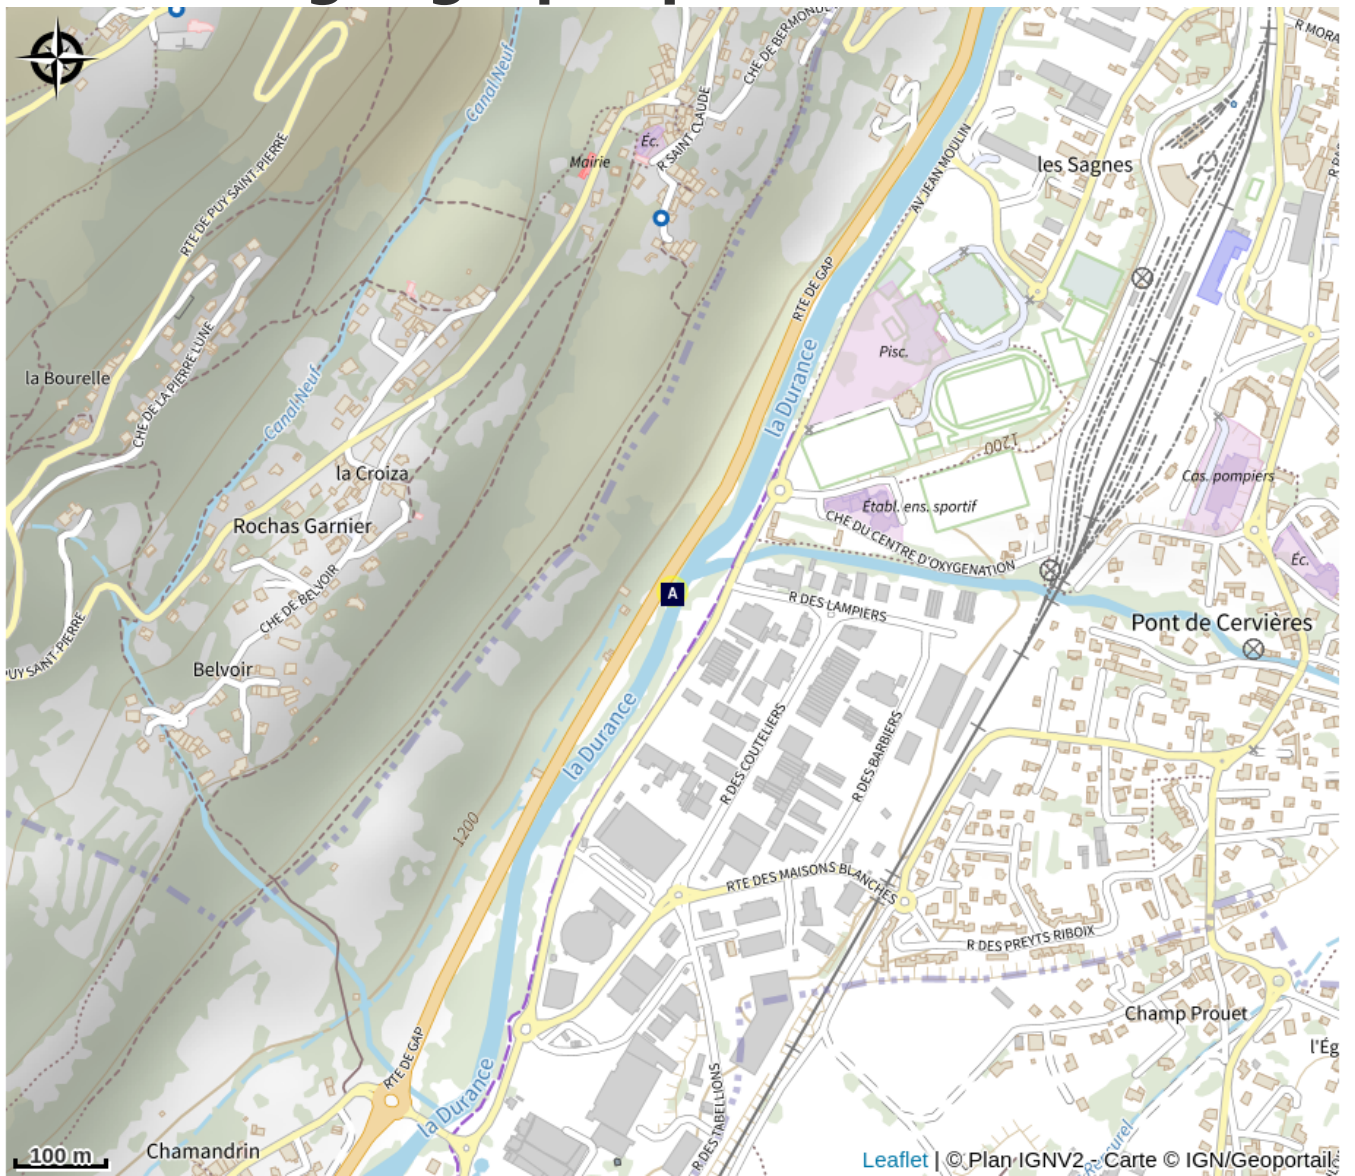 R MORA
CHE DE BERMONDE
Canal Neuf
R SAINT CLAUDE
Éc.
Mairie
les Sagnes
AV JEAN MOULIN
RTE DE PUY SAINT-PIERRE
RTE DE GAP
Pisc.
la Durance
la Bourelle
CHE DE LA PIERRE LUNE
Canal Neuf
la Croiza
1200
Cas. pompiers
Établ. ens. sportif
Rochas Garnier
CHE DU CENTRE D'OXYGENATION
Éc.
A
CHE DE BELVOIR
R DES LAMPIERS
Pont de Cervières
PUY SAINT-PIERRE
Belvoir
la Durance
R DES COUTELIERS
R DES BARBIERS
1200
RTE DES MAISONS BLANCHES
R DES PREYTS RIBOIX
Champ Prouet
l'Ég
RTE DE GAP
la Durance
R DES TABELLIONS
Chamandrin
100 m
Leaflet | © Plan IGNV2 - Carte © IGN/Geoportail